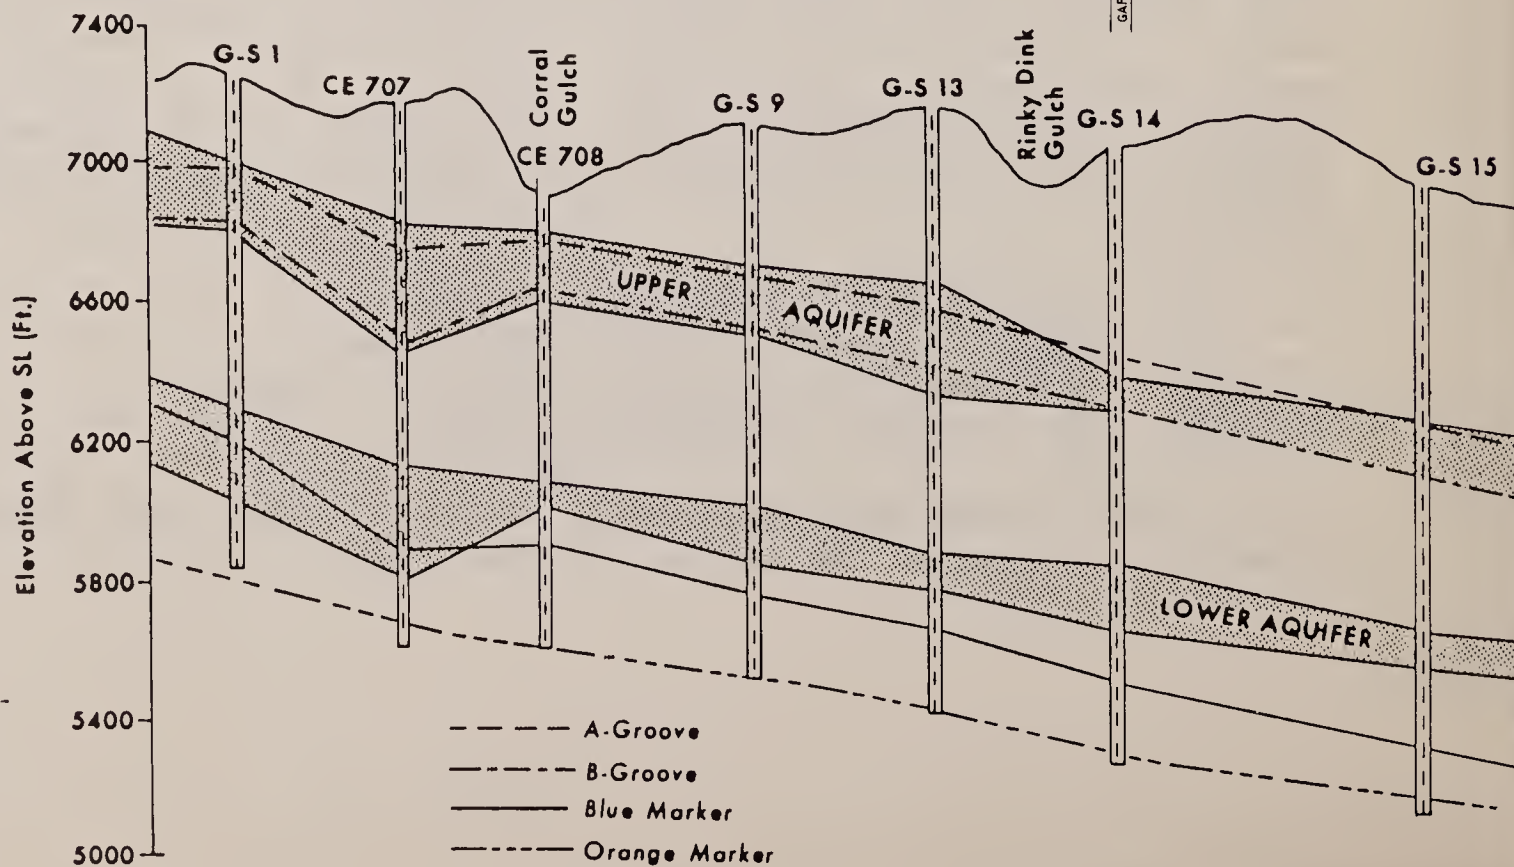 7400
GAR
G-S 1
CE 707
Corral
Gulch
G-S 9
G-S 13
Rinky Dink
Gulch
G-S 14
7000
CE 708
G-S 15
6600
UPPER
AQUIFER
Elevation Above SL (Ft.)
6200
5800
LOWER AQUIFER
5400
A-Groove
B-Groove
Blue Marker
Orange Marker
5000